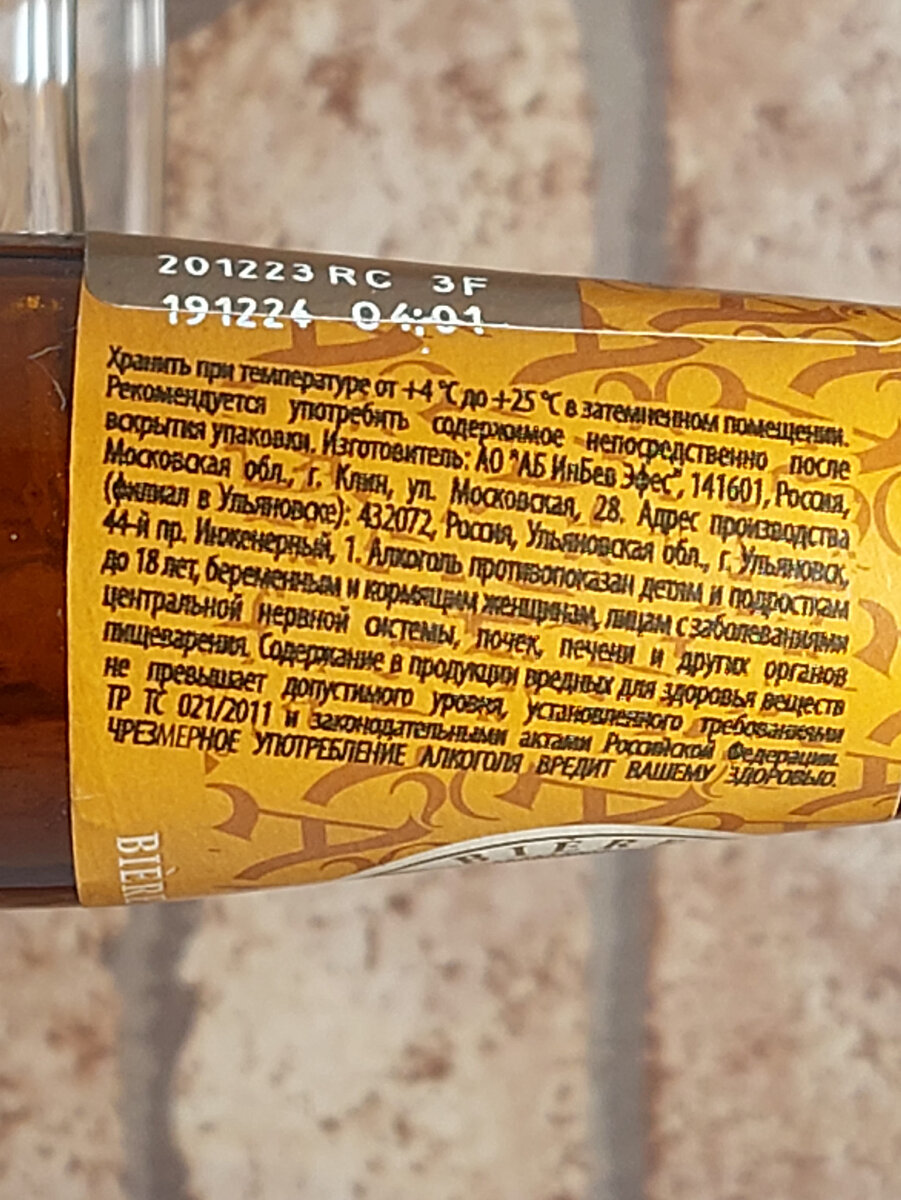 201223 RC 3F
191224 04:01
Хранить при температуре от +4 °C до +25 °C в затемненном помещении.
Рекомендуется употребить содержимое непосредственно после
вскрытия упаковки. Изготовитель: АО "АБ ИнБев Эфес", 141601, Россия,
Московская обл., г. Клин, ул. Московская, 28. Адрес производства
(филиал в Ульяновске): 432072, Россия, Ульяновская обл., г. Ульяновск,
44-й пр. Инженерный, 1. Алкоголь противопоказан детям и подросткам
до 18 лет, беременным и кормящим женщинам, лицам с заболеваниями
центральной нервной системы, почек, печени и других органов
пищеварения. Содержание в продукции вредных для здоровья веществ
не превышает допустимого уровня, установленного требованиями
ТР ТС 021/2011 и законодательными актами Российской Федерации.
ЧРЕЗМЕРНОЕ УПОТРЕБЛЕНИЕ АЛКОГОЛЯ ВРЕДИТ ВАШЕМУ ЗДОРОВЬЮ.